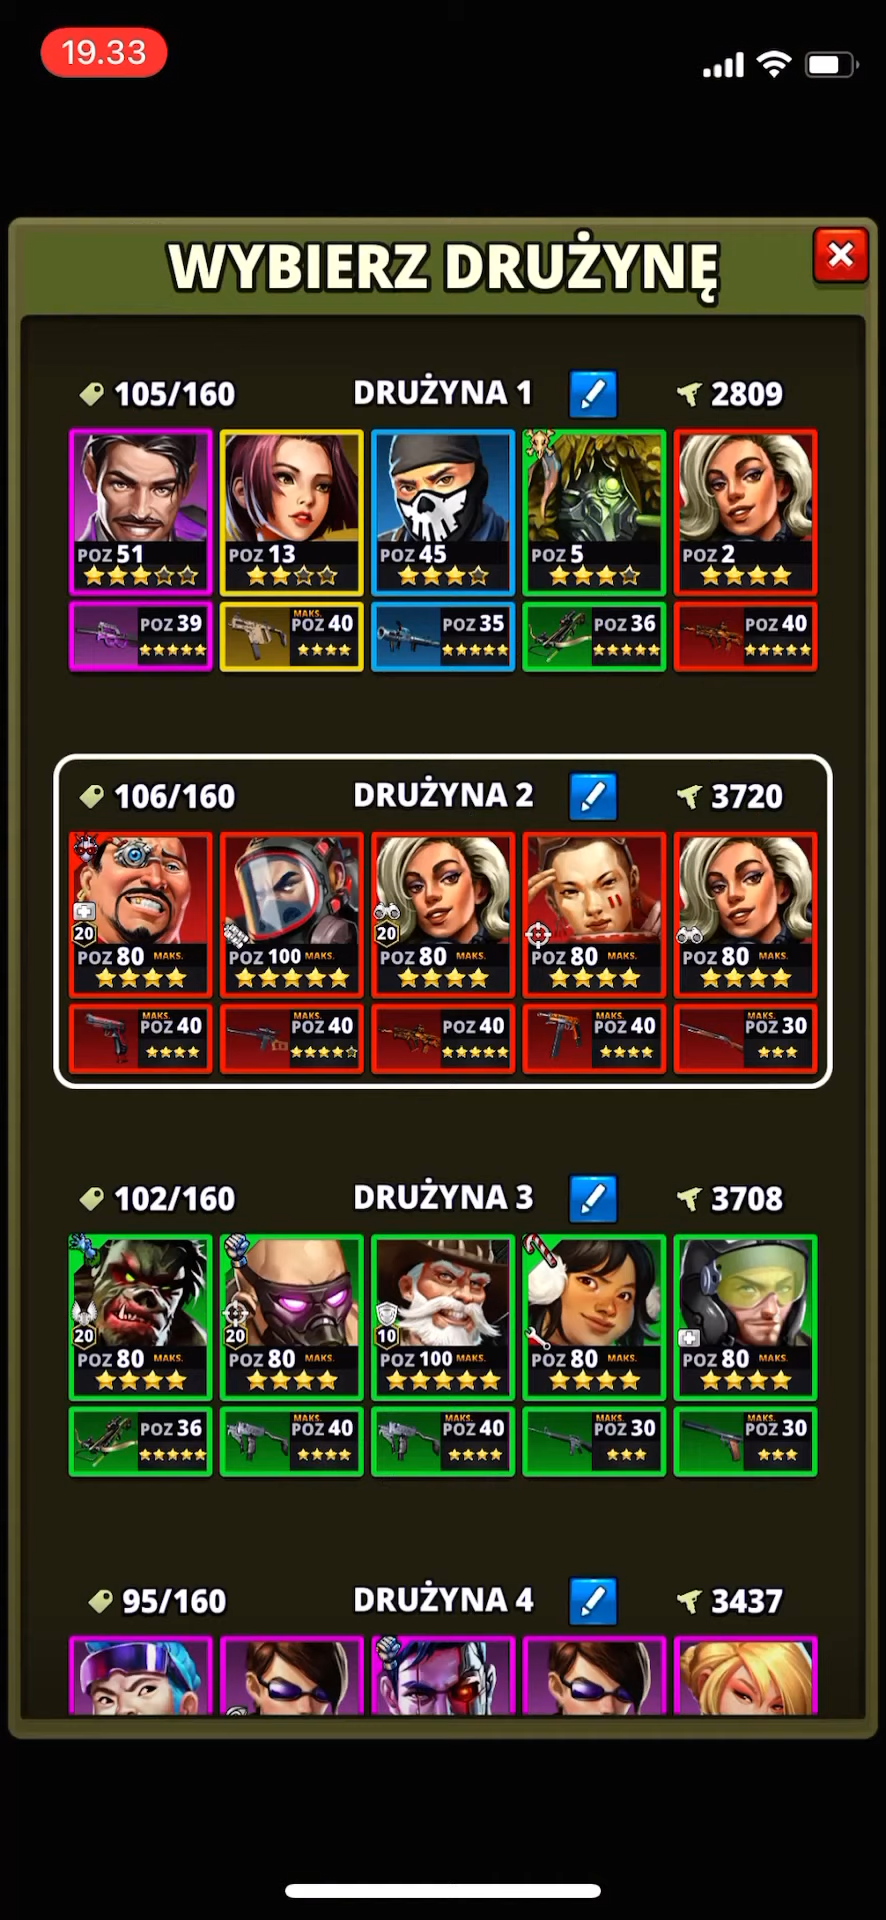 19.33
WYBIERZ DRUŻYNĘ
105/160 DRUŻYNA 1 2809
POZ 51 POZ 13 POZ 45 POZ 5 POZ 2
POZ 39 MAKS. POZ 40 POZ 35 POZ 36 POZ 40
106/160 DRUŻYNA 2 3720
20 20
POZ 80 MAKS. POZ 100 MAKS. POZ 80 MAKS. POZ 80 MAKS. POZ 80 MAKS.
MAKS. POZ 40 MAKS. POZ 40 POZ 40 MAKS. POZ 40 MAKS. POZ 30
102/160 DRUŻYNA 3 3708
20 20 10
POZ 80 MAKS. POZ 80 MAKS. POZ 100 MAKS. POZ 80 MAKS. POZ 80 MAKS.
POZ 36 MAKS. POZ 40 MAKS. POZ 40 MAKS. POZ 30 MAKS. POZ 30
95/160 DRUŻYNA 4 3437